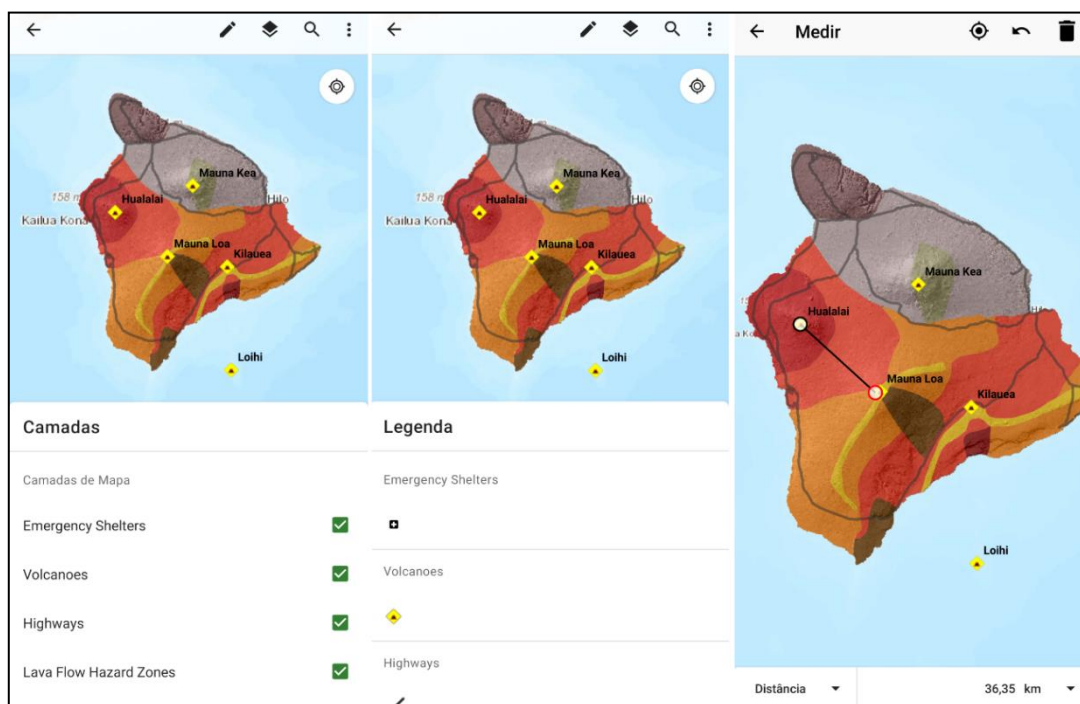 Mauna Kea
Hualalai
158 m
Hilo
Kailua Kona
Mauna Loa
Kilauea
Loihi
Camadas
Camadas de Mapa
Emergency Shelters
Volcanoes
Highways
Lava Flow Hazard Zones
Mauna Kea
Hualalai
158 m
Hilo
Kailua Kona
Mauna Loa
Kilauea
Loihi
Legenda
Emergency Shelters
Volcanoes
Highways
Medir
Mauna Kea
Hualalai
Mauna Loa
Kilauea
Loihi
Distância
36,35 km